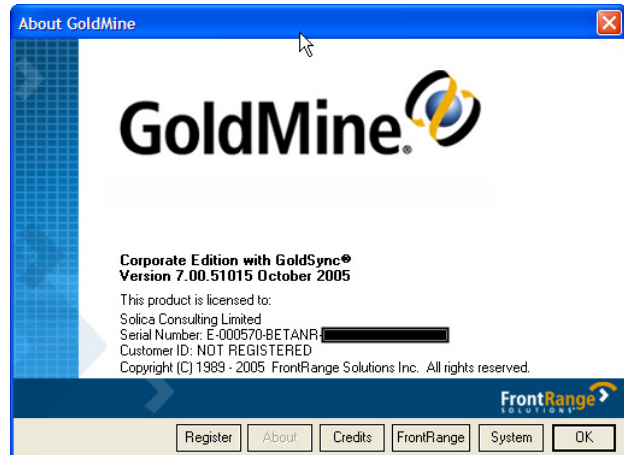 About GoldMine
GoldMine®
Corporate Edition with GoldSync®
Version 7.00.51015 October 2005
This product is licensed to:
Solica Consulting Limited
Serial Number: E-000570-BETANR-
Customer ID: NOT REGISTERED
Copyright (C) 1989 - 2005 FrontRange Solutions Inc. All rights reserved.
FrontRange
SOLUTIONS
Register About Credits FrontRange System OK